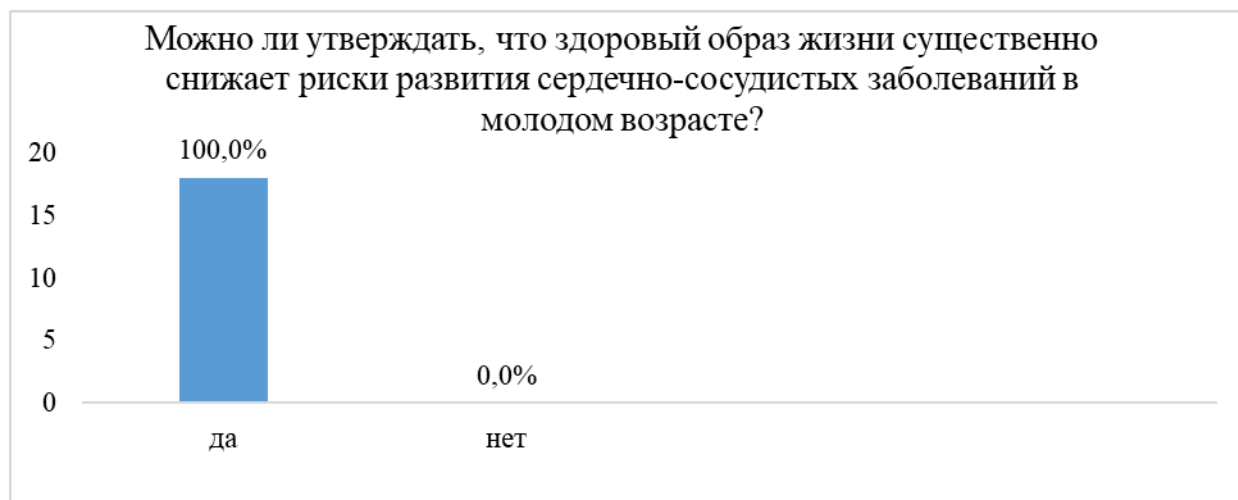 Можно ли утверждать, что здоровый образ жизни существенно
снижает риски развития сердечно-сосудистых заболеваний в
молодом возрасте?
20
100,0%
15
10
5
0,0%
0
да
нет